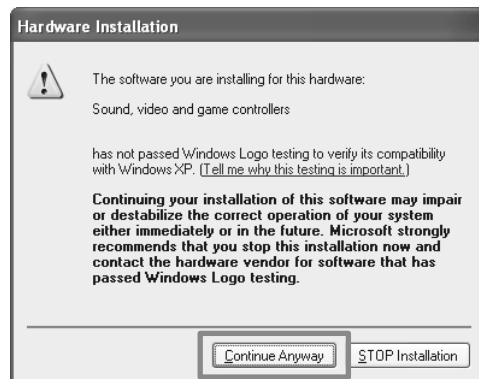 Hardware Installation
The software you are installing for this hardware:
Sound, video and game controllers
has not passed Windows Logo testing to verify its compatibility
with Windows XP. (Tell me why this testing is important.)
Continuing your installation of this software may impair
or destabilize the correct operation of your system
either immediately or in the future. Microsoft strongly
recommends that you stop this installation now and
contact the hardware vendor for software that has
passed Windows Logo testing.
Continue Anyway STOP Installation